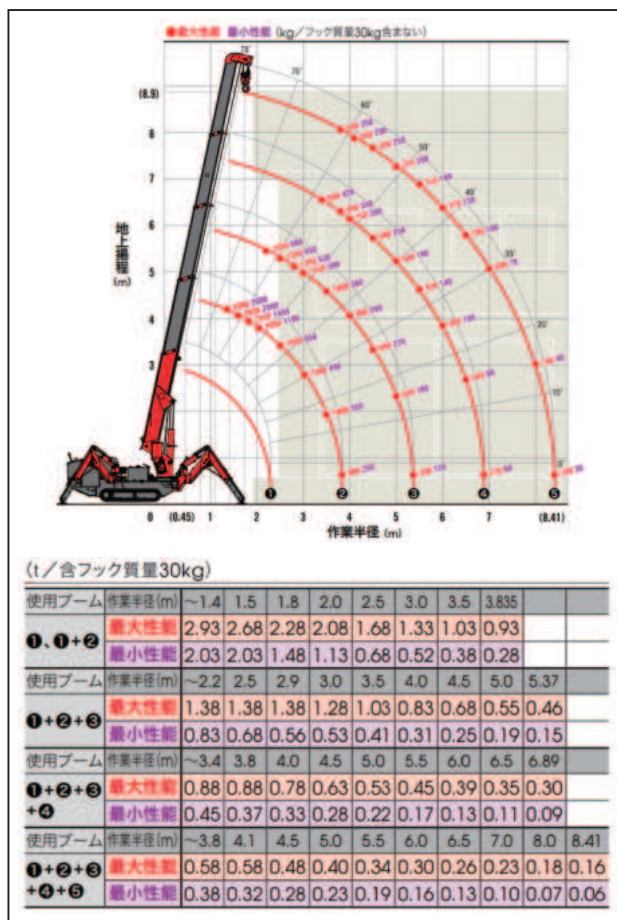 ●最大性能 最小性能 (kg/フック質量30kg含まない)
78°
70°
60°
50°
40°
30°
20°
10°
0°
(8.9)
8
7
6
5
4
3
地上揚程
(m)
❶ ❷ ❸ ❹ ❺
0 (0.45) 1 2 3 4 5 6 7 (8.41)
作業半径 (m)
(t/含フック質量30kg)
使用ブーム 作業半径(m) ~1.4 1.5 1.8 2.0 2.5 3.0 3.5 3.835
❶、❶+❷ 最大性能 2.93 2.68 2.28 2.08 1.68 1.33 1.03 0.93
最小性能 2.03 2.03 1.48 1.13 0.68 0.52 0.38 0.28
使用ブーム 作業半径(m) ~2.2 2.5 2.9 3.0 3.5 4.0 4.5 5.0 5.37
❶+❷+❸ 最大性能 1.38 1.38 1.38 1.28 1.03 0.83 0.68 0.55 0.46
最小性能 0.83 0.68 0.56 0.53 0.41 0.31 0.25 0.19 0.15
使用ブーム 作業半径(m) ~3.4 3.8 4.0 4.5 5.0 5.5 6.0 6.5 6.89
❶+❷+❸+❹ 最大性能 0.88 0.88 0.78 0.63 0.53 0.45 0.39 0.35 0.30
最小性能 0.45 0.37 0.33 0.28 0.22 0.17 0.13 0.11 0.09
使用ブーム 作業半径(m) ~3.8 4.1 4.5 5.0 5.5 6.0 6.5 7.0 8.0 8.41
❶+❷+❸+❹+❺ 最大性能 0.58 0.58 0.48 0.40 0.34 0.30 0.26 0.23 0.18 0.16
最小性能 0.38 0.32 0.28 0.23 0.19 0.16 0.13 0.10 0.07 0.06